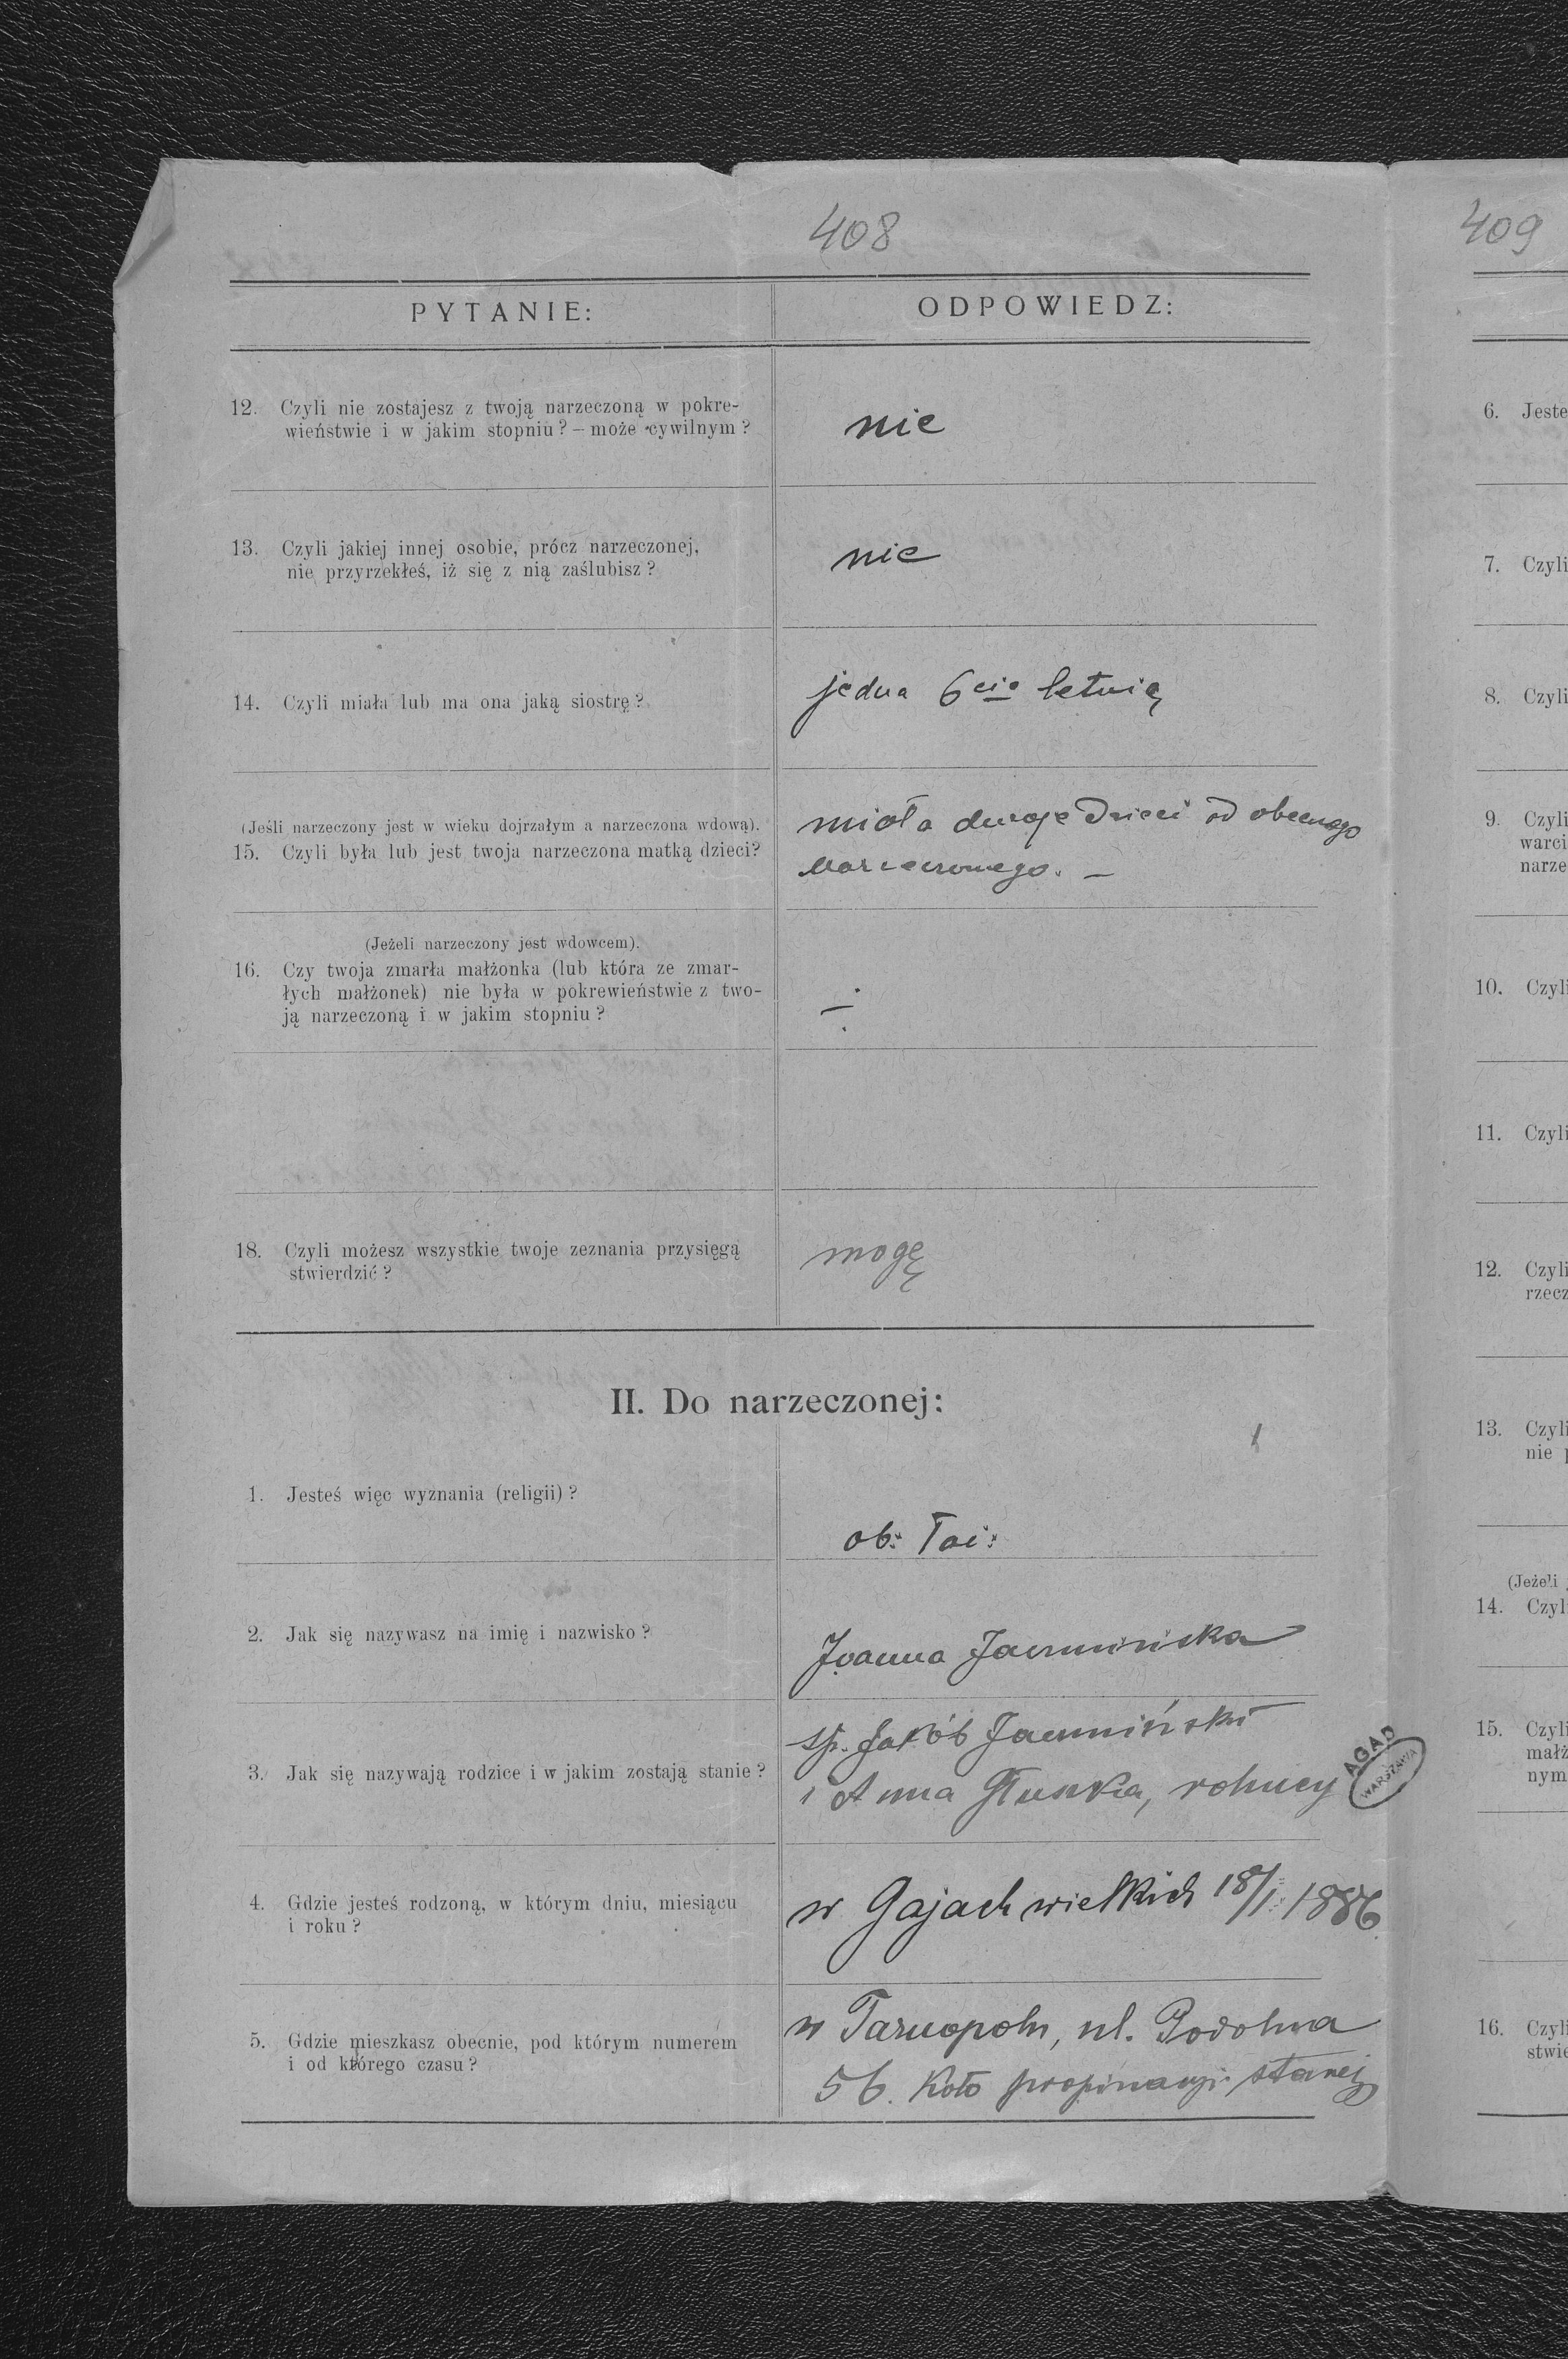 408
409
PYTANIE:
ODPOWIEDZ:
12. Czyli nie zostajesz z twoją narzeczoną w pokre-
wieństwie i w jakim stopniu? – może cywilnym?
nie
13. Czyli jakiej innej osobie, prócz narzeczonej,
nie przyrzekłeś, iż się z nią zaślubisz?
nie
14. Czyli miała lub ma ona jaką siostrę?
jedna 6cio letnią
(Jeśli narzeczony jest w wieku dojrzałym a narzeczona wdową).
15. Czyli była lub jest twoja narzeczona matką dzieci?
miała dwoje dzieci od obecnego
narzeczonego. —
(Jeżeli narzeczony jest wdowcem).
16. Czy twoja zmarła małżonka (lub która ze zmar-
łych małżonek) nie była w pokrewieństwie z two-
ją narzeczoną i w jakim stopniu?
18. Czyli możesz wszystkie twoje zeznania przysięgą
stwierdzić?
mogę
II. Do narzeczonej:
1. Jesteś więc wyznania (religii)?
ob: łać:
2. Jak się nazywasz na imię i nazwisko?
Joanna
3. Jak się nazywają rodzice i w jakim zostają stanie?
sp. Jakób
i Anna Głuszka, rolnicy
AGAD
WARSZAWA
4. Gdzie jesteś rodzoną, w którym dniu, miesiącu
i roku?
w Gajach wielkich 18/1 1886
5. Gdzie mieszkasz obecnie, pod którym numerem
i od którego czasu?
w Tarnopolu, ul. Podolna
56. koło propinacyi starej
6. Jeste
7. Czyli
8. Czyli
9. Czyli
warci
narze
10. Czyli
11. Czyli
12. Czyli
rzecz
13. Czyli
nie p
(Jeżeli j
14. Czyl
15. Czyli
małż
nym
16. Czyli
stwie